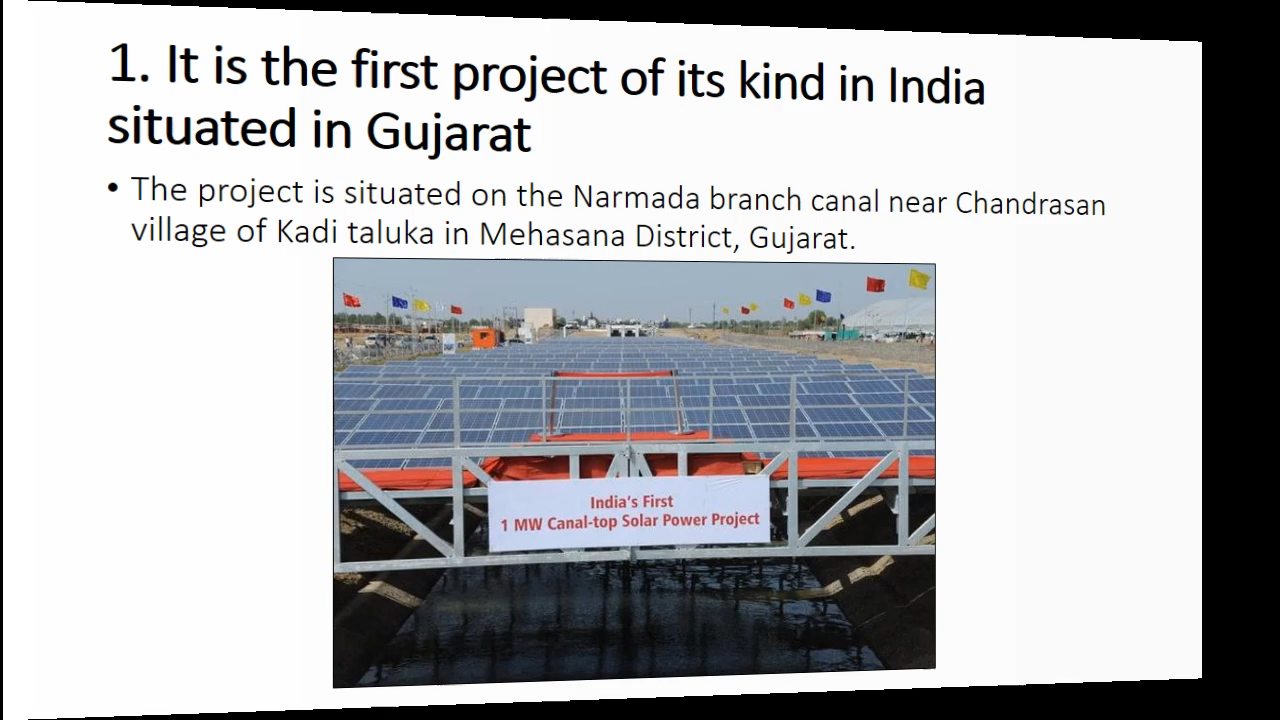 1. It is the first project of its kind in India
situated in Gujarat
• The project is situated on the Narmada branch canal near Chandrasan
village of Kadi taluka in Mehasana District, Gujarat.
India's First
1 MW Canal-top Solar Power Project